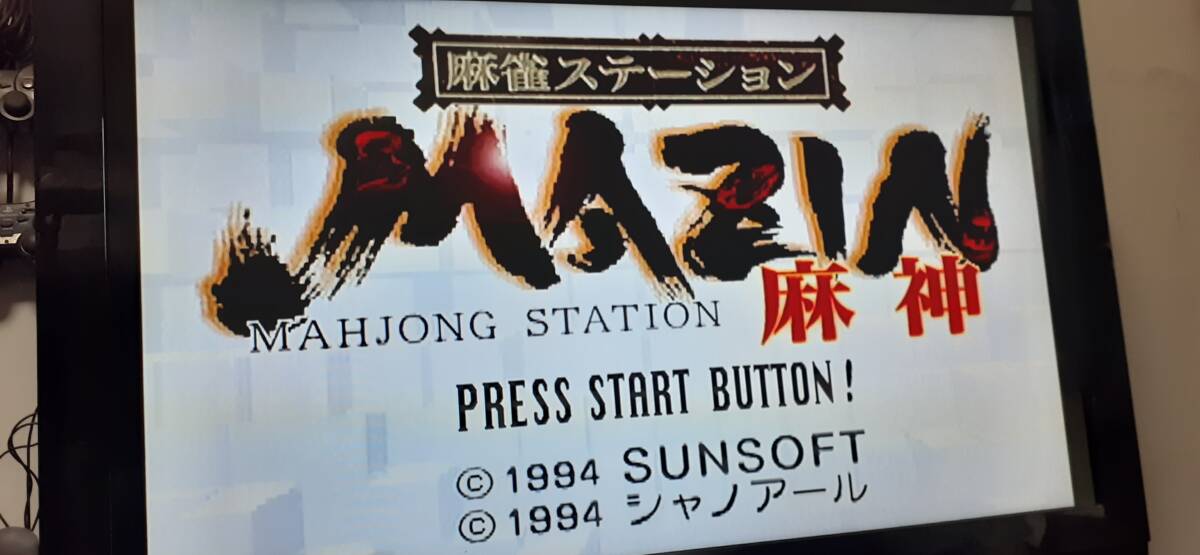 麻雀ステーション
MAZIN
MAHJONG STATION 麻神
PRESS START BUTTON!
© 1994 SUNSOFT
© 1994 シャノアール